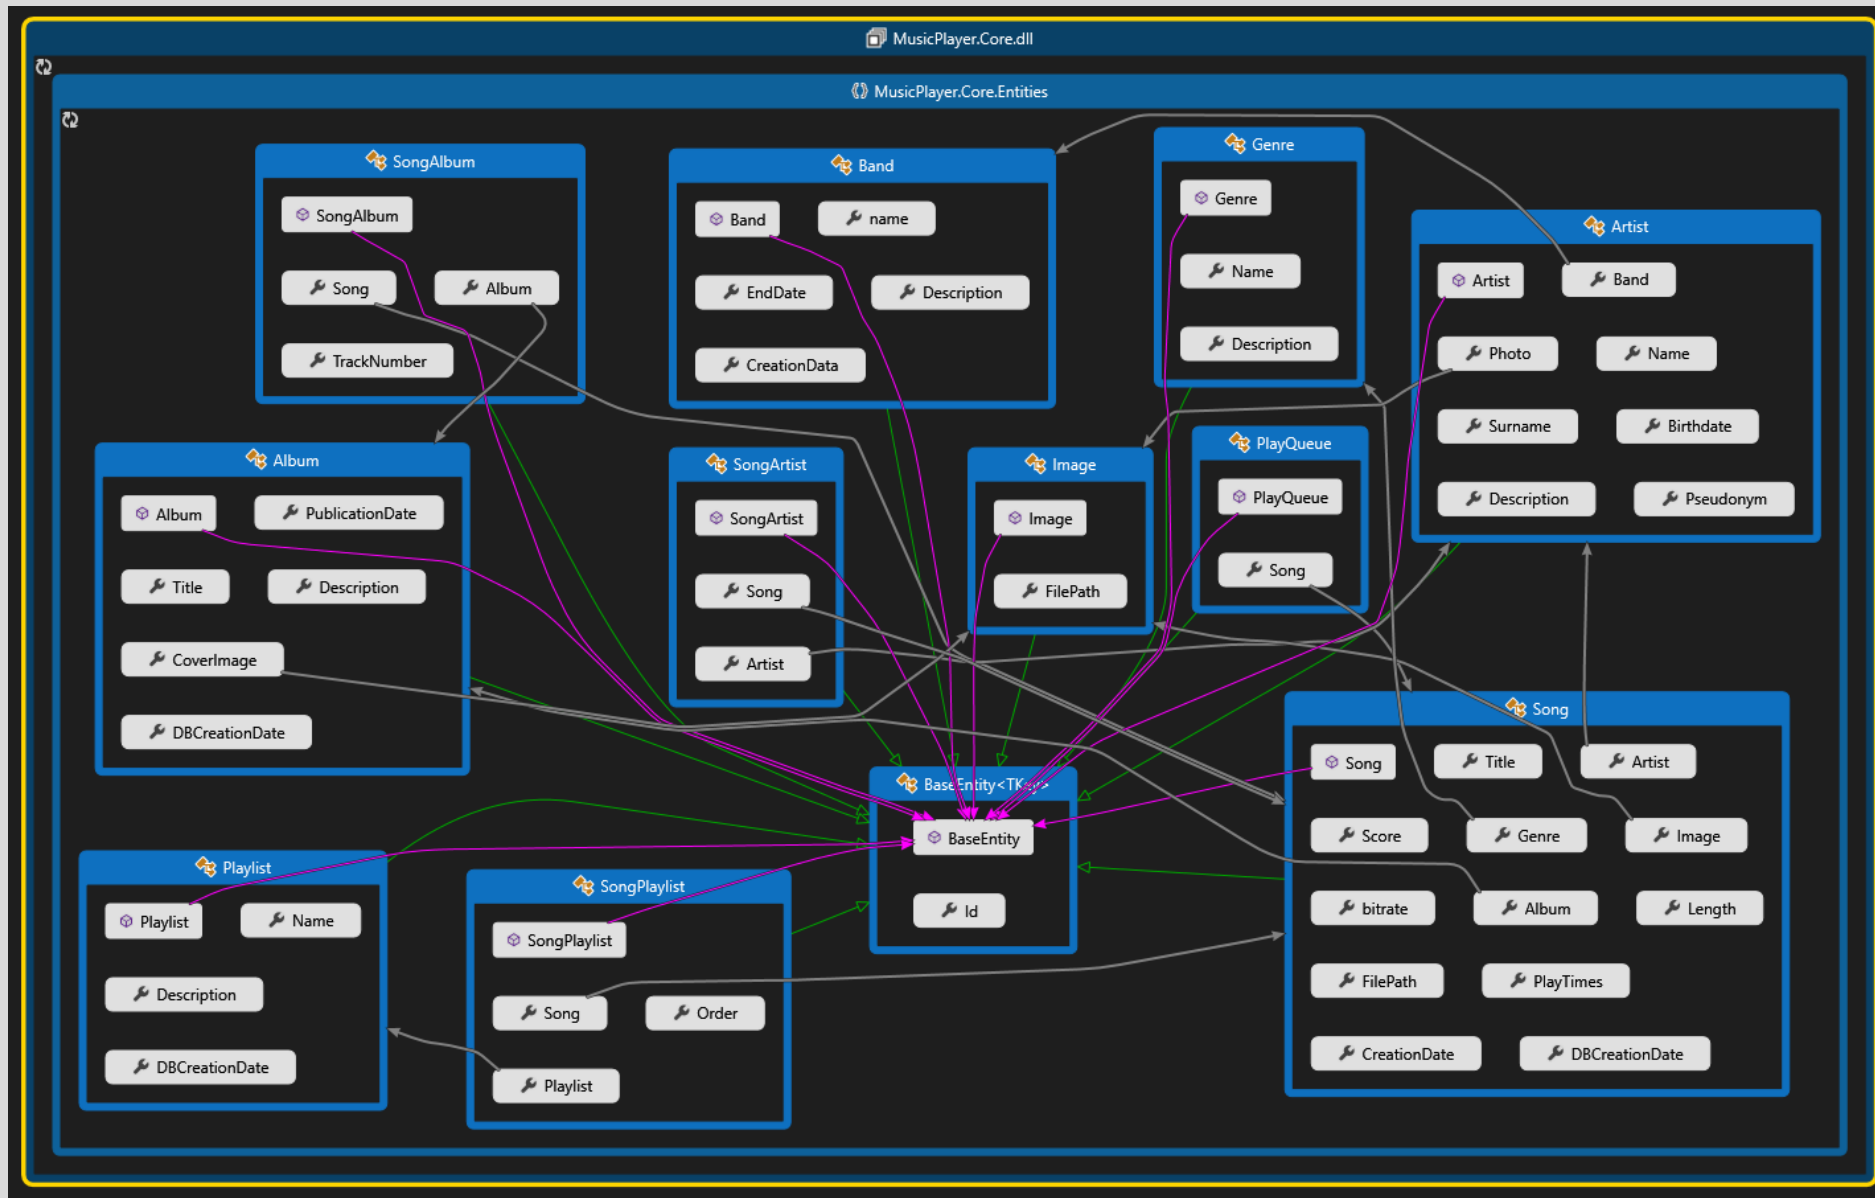 MusicPlayer.Core.dll
MusicPlayer.Core.Entities
SongAlbum
SongAlbum
Song
Album
TrackNumber
Band
Band
name
EndDate
Description
CreationData
Genre
Genre
Name
Description
Artist
Artist
Band
Photo
Name
Surname
Birthdate
Description
Pseudonym
Album
Album
PublicationDate
Title
Description
CoverImage
DBCreationDate
SongArtist
SongArtist
Song
Artist
Image
Image
FilePath
PlayQueue
PlayQueue
Song
BaseEntity<TKey>
BaseEntity
Id
Song
Song
Title
Artist
Score
Genre
Image
bitrate
Album
Length
FilePath
PlayTimes
CreationDate
DBCreationDate
Playlist
Playlist
Name
Description
DBCreationDate
SongPlaylist
SongPlaylist
Song
Order
Playlist